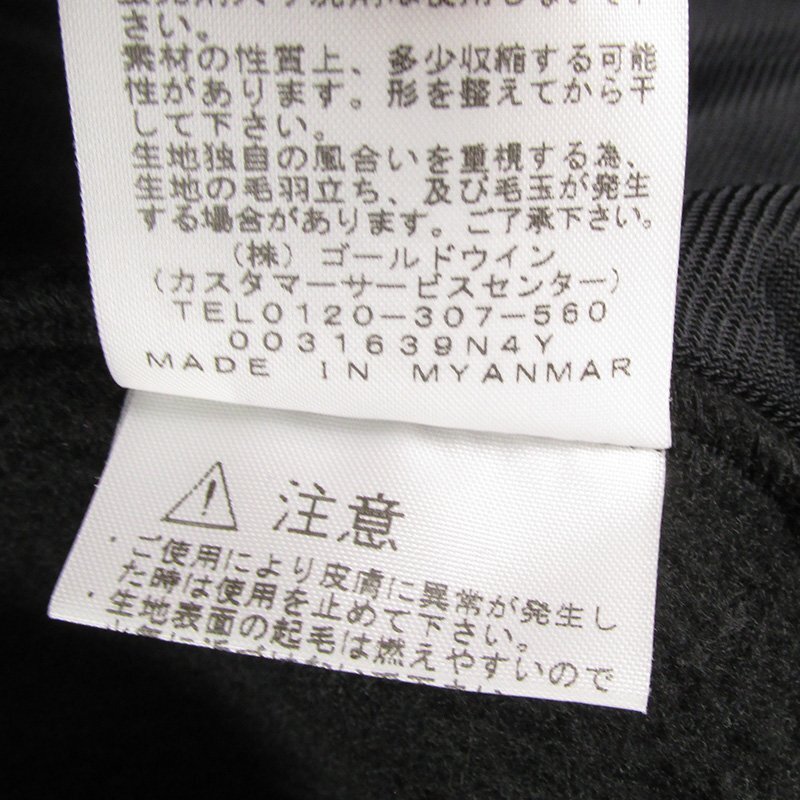 さい。
素材の性質上、多少収縮する可能
性があります。形を整えてから干
して下さい。
生地独自の風合いを重視する為、
生地の毛羽立ち、及び毛玉が発生
する場合があります。ご了承下さい。
(株) ゴールドウイン
(カスタマーサービスセンター)
TEL0120-307-560
0031639N4Y
MADE IN MYANMAR
注意
・ご使用により皮膚に異常が発生し
た時は使用を止めて下さい。
・生地表面の起毛は燃えやすいので